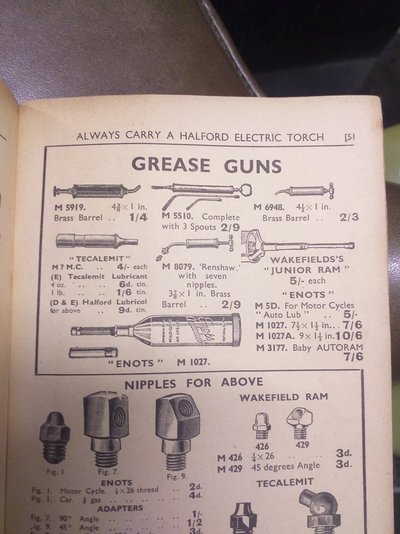 ALWAYS CARRY A HALFORD ELECTRIC TORCH [51
GREASE GUNS
M 5919. 4¾ × 1 in.
Brass Barrel .. 1/4
M 5510. Complete
with 3 Spouts 2/9
M 6948. 4¾ × 1 in.
Brass Barrel .. 2/3
"TECALEMIT"
M 7 M.C. .. 4/- each
(E) Tecalemit Lubricant
4 oz. .. .. 6d. tin.
1 lb. .. .. 1/6 tin.
(D & E) Halford Lubricol
for above .. 9d. tin.
M 8079. 'Renshaw,'
with seven
nipples.
in. Brass
Barrel .. 2/9
WAKEFIELD'S
"JUNIOR RAM"
5/- each
"ENOTS"
M 5D. For Motor Cycles
"Auto Lub" .. 5/-
M 1027. 7½ × 1½ in... 7/6
M 1027A. 9 × 1½ in. 10/6
M 3177. Baby AUTORAM
7/6
"ENOTS" M 1027.
NIPPLES FOR ABOVE
WAKEFIELD RAM
426 429
M 426 ¼ × 26 .. 3d.
M 429 45 degrees Angle 3d.
Fig. 1. Fig. 7. Fig. 9.
ENOTS
Fig. 1. Motor Cycle. ¼ × 26 thread .. 2d.
Fig. 1. Car. ⅛ gas .. .. 4d.
ADAPTERS
Fig. 7. 90° Angle .. .. 1/-
Fig. 9. 45° Angle .. .. 1/2
TECALEMIT